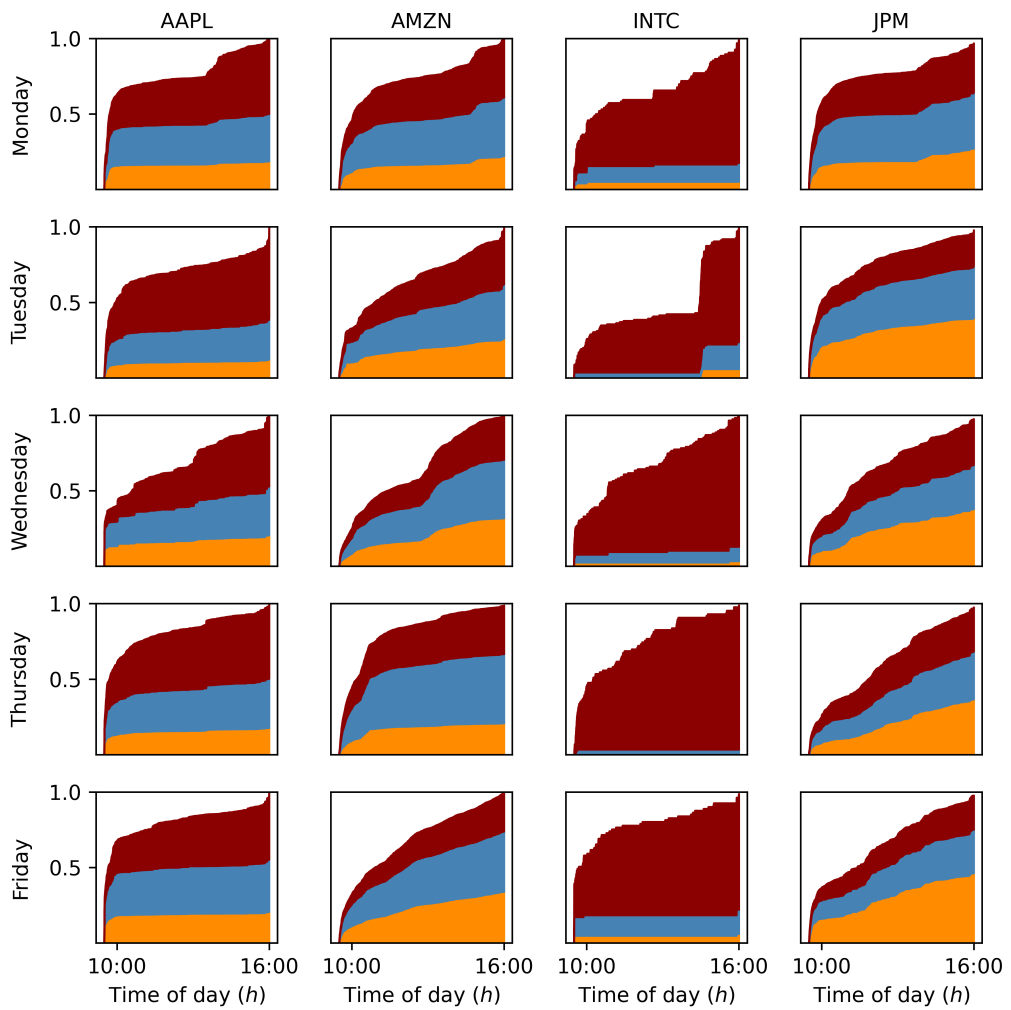 AAPL AMZN INTC JPM
1.0
0.5
Monday
1.0
0.5
Tuesday
1.0
0.5
Wednesday
1.0
0.5
Thursday
1.0
0.5
Friday
10:00 16:00 10:00 16:00 10:00 16:00 10:00 16:00
Time of day (h) Time of day (h) Time of day (h) Time of day (h)